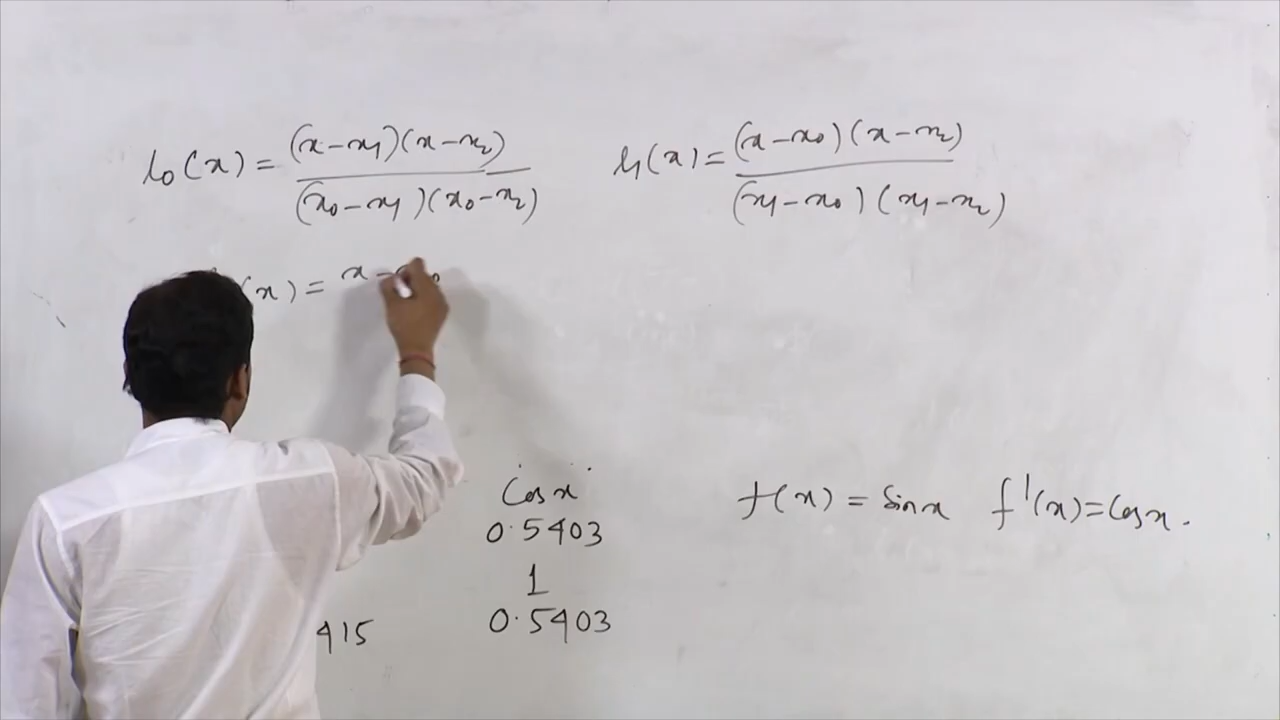 l₀(x) = (x-x₁)(x-x₂) / (x₀-x₁)(x₀-x₂)    l₁(x) = (x-x₀)(x-x₂) / (x₁-x₀)(x₁-x₂)
(x) = x-
Cos x
f(x) = Sin x    f'(x) = Cos x.
0.5403
1
415    0.5403